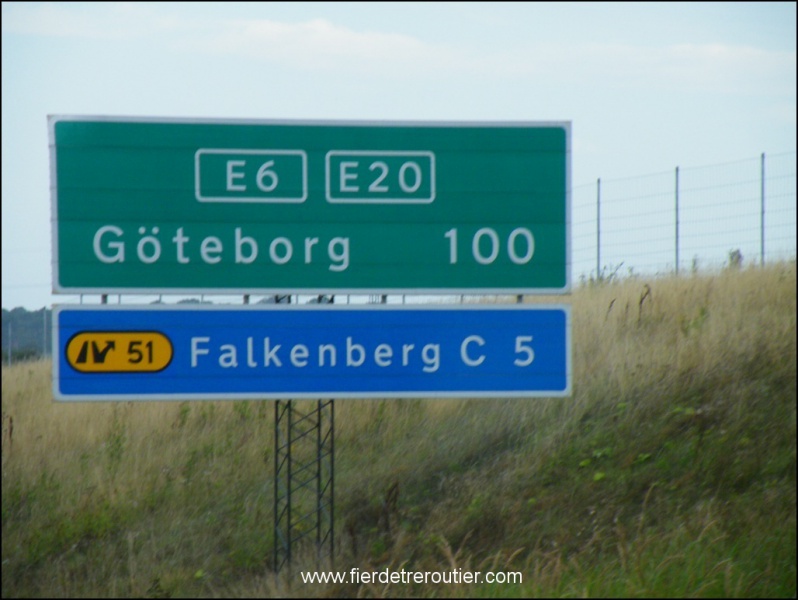 E6 E20
Göteborg 100
51 Falkenberg C 5
www.fierdetreroutier.com